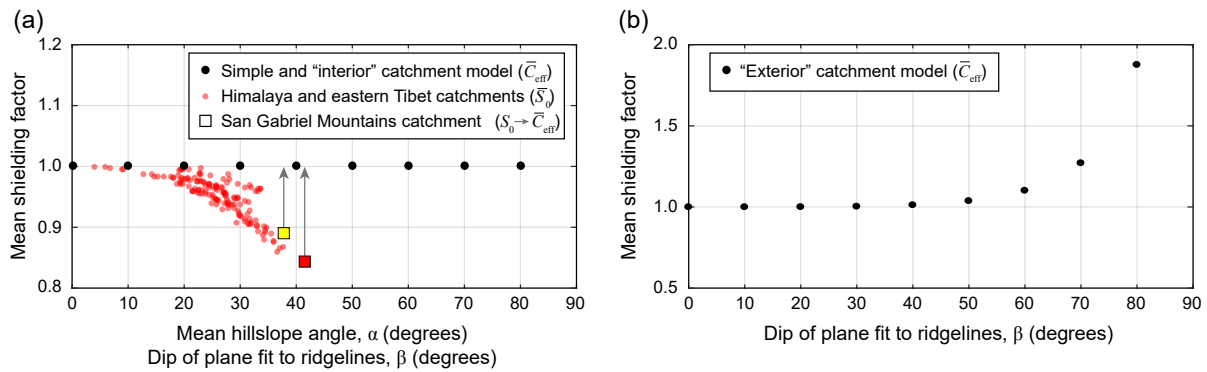 (a)
1.2
1.1
1.0
0.9
0.8
Mean shielding factor
Simple and “interior” catchment model (C̅eff)
Himalaya and eastern Tibet catchments (S̅0)
San Gabriel Mountains catchment (S0→ C̅eff)
0 10 20 30 40 50 60 70 80 90
Mean hillslope angle, α (degrees)
Dip of plane fit to ridgelines, β (degrees)
(b)
2.0
1.5
1.0
0.5
Mean shielding factor
“Exterior” catchment model (C̅eff)
0 10 20 30 40 50 60 70 80 90
Dip of plane fit to ridgelines, β (degrees)